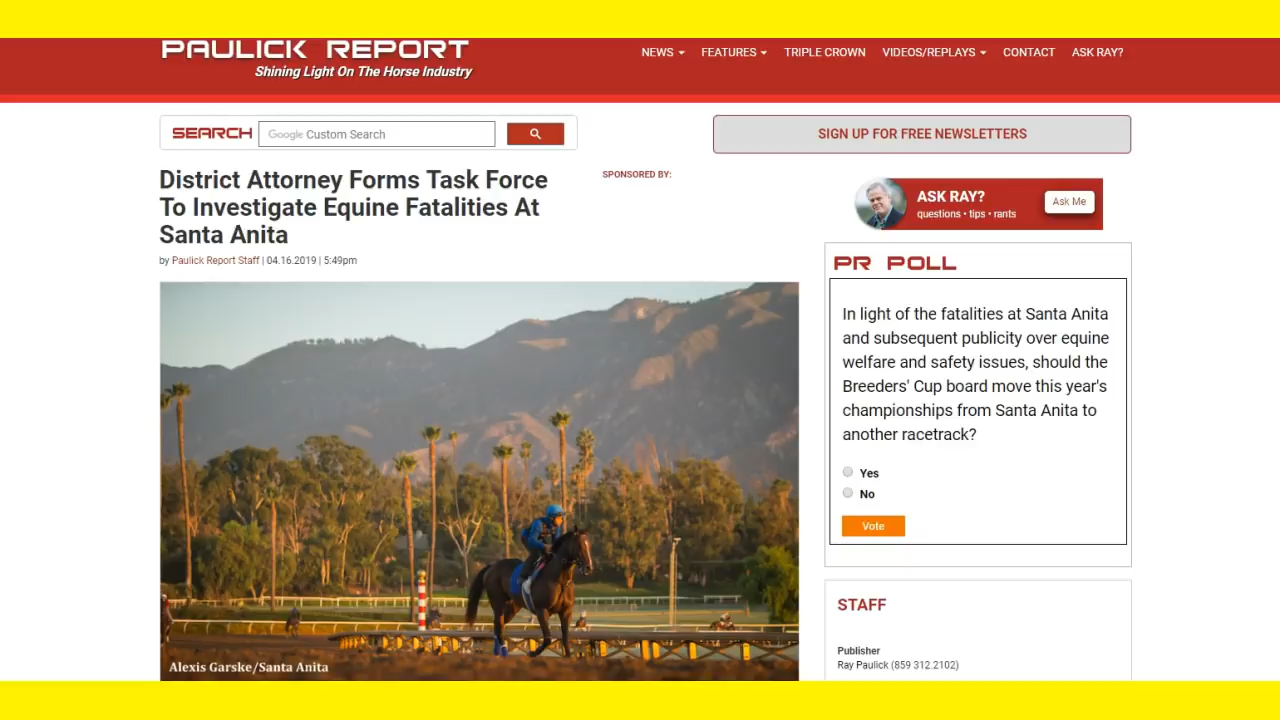 PAULICK REPORT
Shining Light On The Horse Industry
NEWS
FEATURES
TRIPLE CROWN
VIDEOS/REPLAYS
CONTACT
ASK RAY?
SEARCH
Google Custom Search
SIGN UP FOR FREE NEWSLETTERS
District Attorney Forms Task Force
To Investigate Equine Fatalities At
Santa Anita
by Paulick Report Staff | 04.16.2019 | 5:49pm
SPONSORED BY:
Alexis Garske/Santa Anita
ASK RAY?
questions • tips • rants
Ask Me
PR POLL
In light of the fatalities at Santa Anita
and subsequent publicity over equine
welfare and safety issues, should the
Breeders' Cup board move this year's
championships from Santa Anita to
another racetrack?
Yes
No
Vote
STAFF
Publisher
Ray Paulick (859 312.2102)